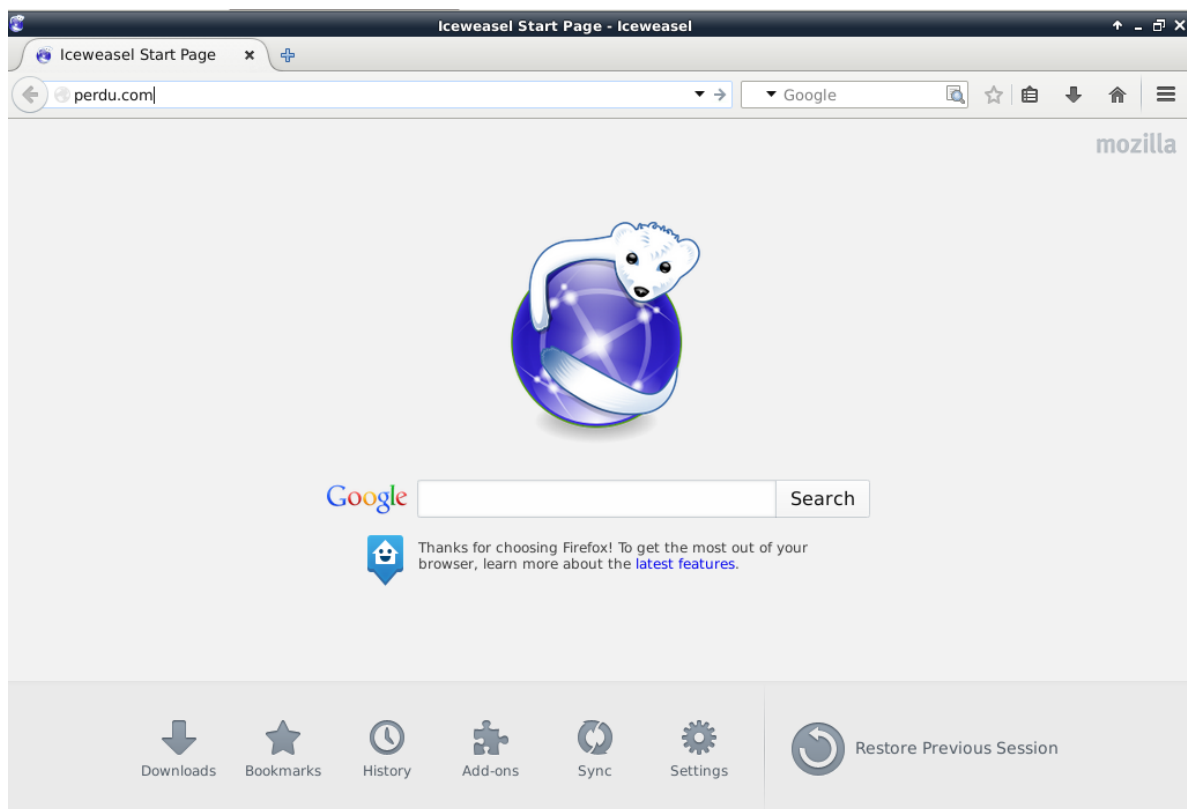 Iceweasel Start Page - Iceweasel
Iceweasel Start Page
perdu.com
Google
mozilla
Google
Search
Thanks for choosing Firefox! To get the most out of your
browser, learn more about the latest features.
Downloads
Bookmarks
History
Add-ons
Sync
Settings
Restore Previous Session